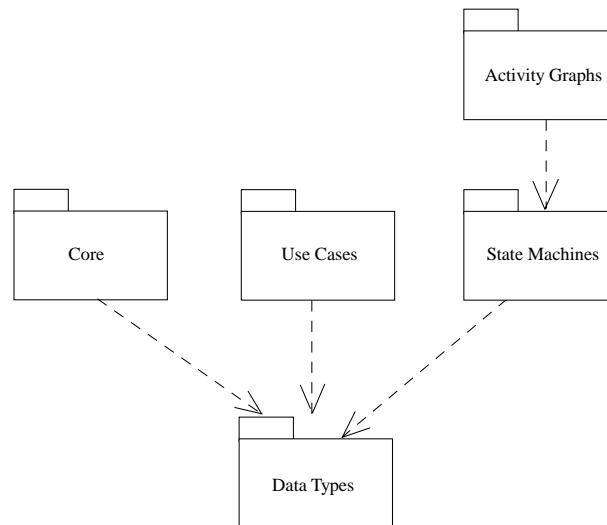 Activity Graphs
Core
Use Cases
State Machines
Data Types